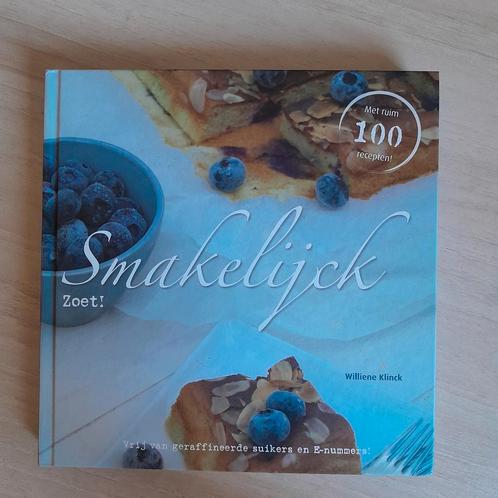 Met ruim
100
recepten!
Smakelijck
Zoet!
Williene Klinck
Vrij van geraffineerde suikers en E-nummers!